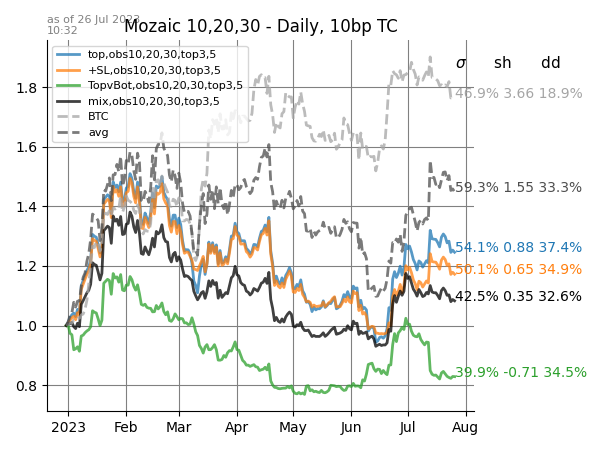 as of 26 Jul 2023
10:32
Mozaic 10,20,30 - Daily, 10bp TC
top,obs10,20,30,top3,5
+SL,obs10,20,30,top3,5
TopvBot,obs10,20,30,top3,5
mix,obs10,20,30,top3,5
BTC
avg
σ sh dd
46.9% 3.66 18.9%
59.3% 1.55 33.3%
54.1% 0.88 37.4%
50.1% 0.65 34.9%
42.5% 0.35 32.6%
39.9% -0.71 34.5%
1.8
1.6
1.4
1.2
1.0
0.8
2023 Feb Mar Apr May Jun Jul Aug